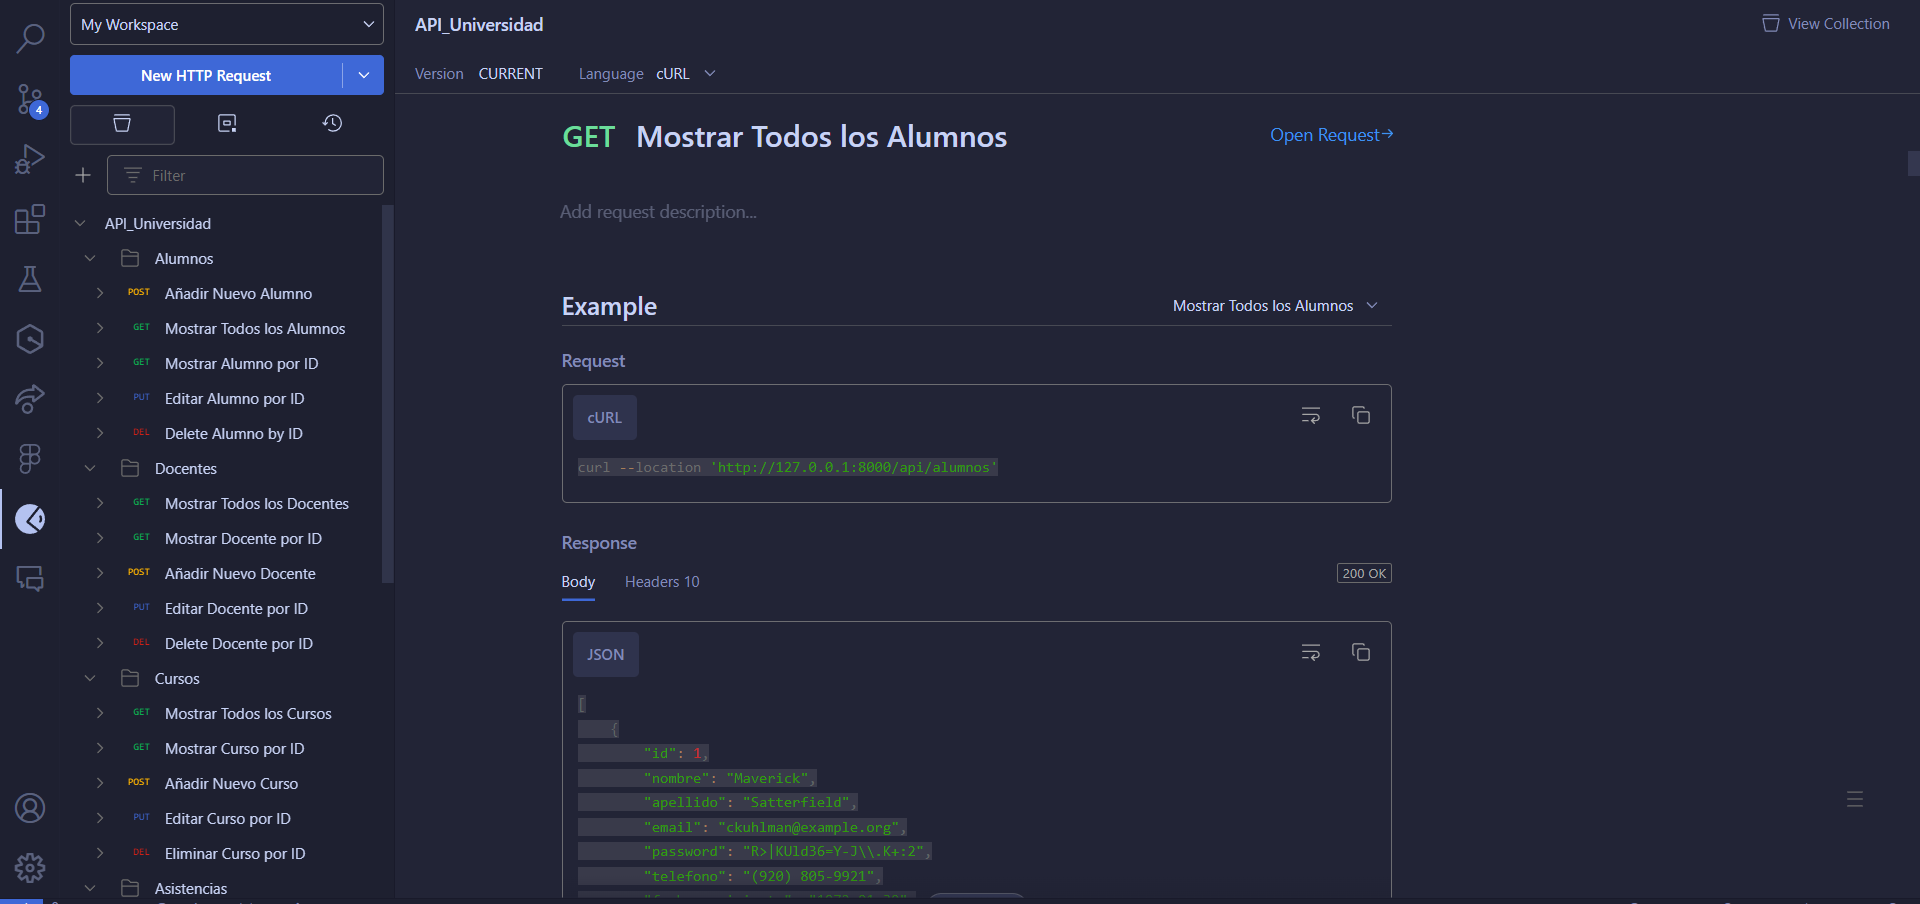 My Workspace
New HTTP Request
Filter
4
API_Universidad
Alumnos
POST Añadir Nuevo Alumno
GET Mostrar Todos los Alumnos
GET Mostrar Alumno por ID
PUT Editar Alumno por ID
DEL Delete Alumno by ID
Docentes
GET Mostrar Todos los Docentes
GET Mostrar Docente por ID
POST Añadir Nuevo Docente
PUT Editar Docente por ID
DEL Delete Docente por ID
Cursos
GET Mostrar Todos los Cursos
GET Mostrar Curso por ID
POST Añadir Nuevo Curso
PUT Editar Curso por ID
DEL Eliminar Curso por ID
Asistencias
API_Universidad
View Collection
Version CURRENT Language cURL
GET Mostrar Todos los Alumnos
Open Request→
Add request description...
Example
Mostrar Todos los Alumnos
Request
cURL
curl --location 'http://127.0.0.1:8000/api/alumnos'
Response
Body Headers 10
200 OK
JSON
[
{
"id": 1,
"nombre": "Maverick",
"apellido": "Satterfield",
"email": "ckuhlman@example.org",
"password": "R>|KUld36=Y-J\\.K+:2",
"telefono": "(920) 805-9921",